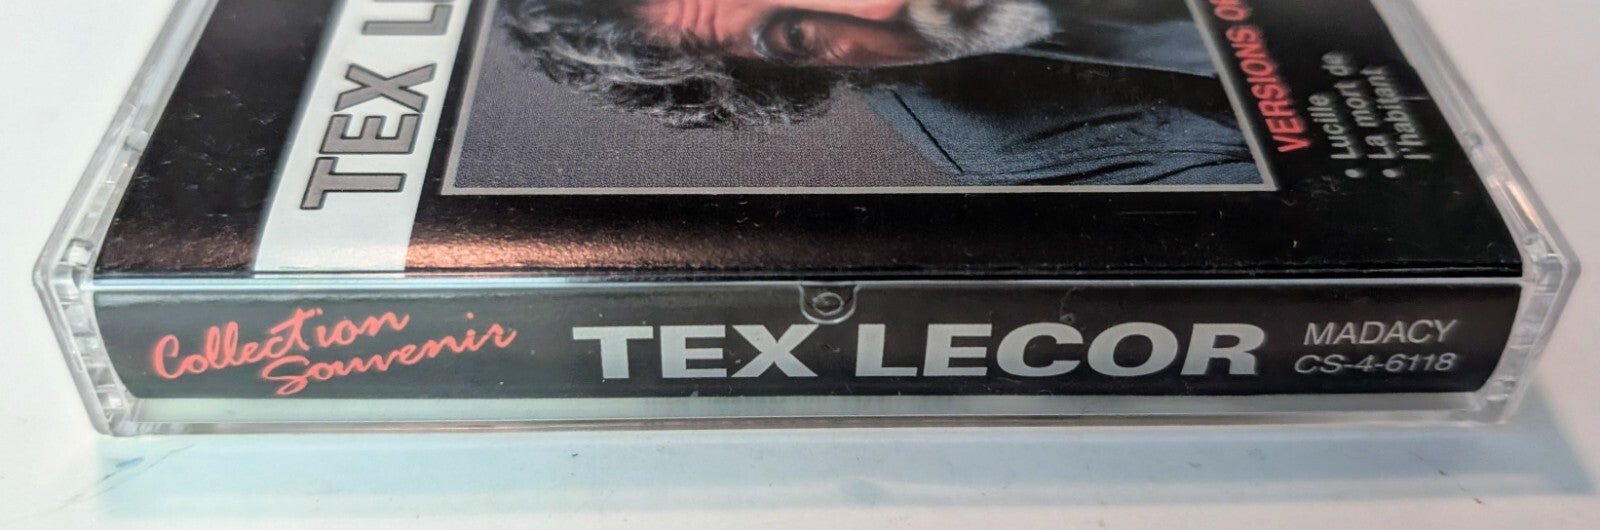 TEX
VERSIONS
• Lucille
• La mort de
l'habitant
Collection
Souvenir
TEX LECOR
MADACY
CS-4-6118